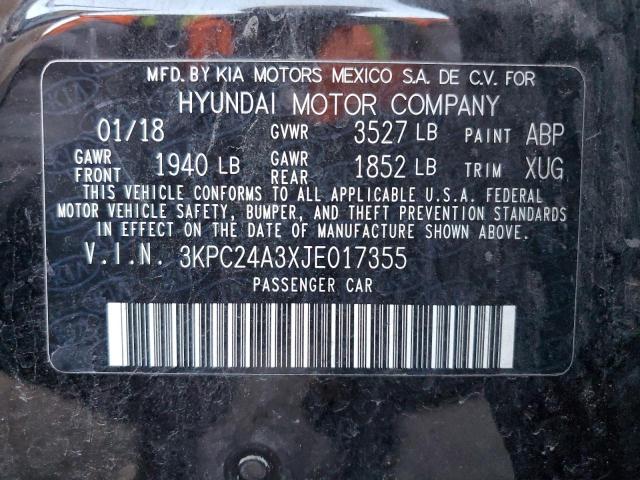 MFD. BY KIA MOTORS MEXICO S.A. DE C.V. FOR
HYUNDAI MOTOR COMPANY
01/18 GVWR 3527 LB PAINT ABP
GAWR FRONT 1940 LB GAWR REAR 1852 LB TRIM XUG
THIS VEHICLE CONFORMS TO ALL APPLICABLE U.S.A. FEDERAL
MOTOR VEHICLE SAFETY, BUMPER, AND THEFT PREVENTION STANDARDS
IN EFFECT ON THE DATE OF MANUFACTURE SHOWN ABOVE.
V.I.N. 3KPC24A3XJE017355
PASSENGER CAR